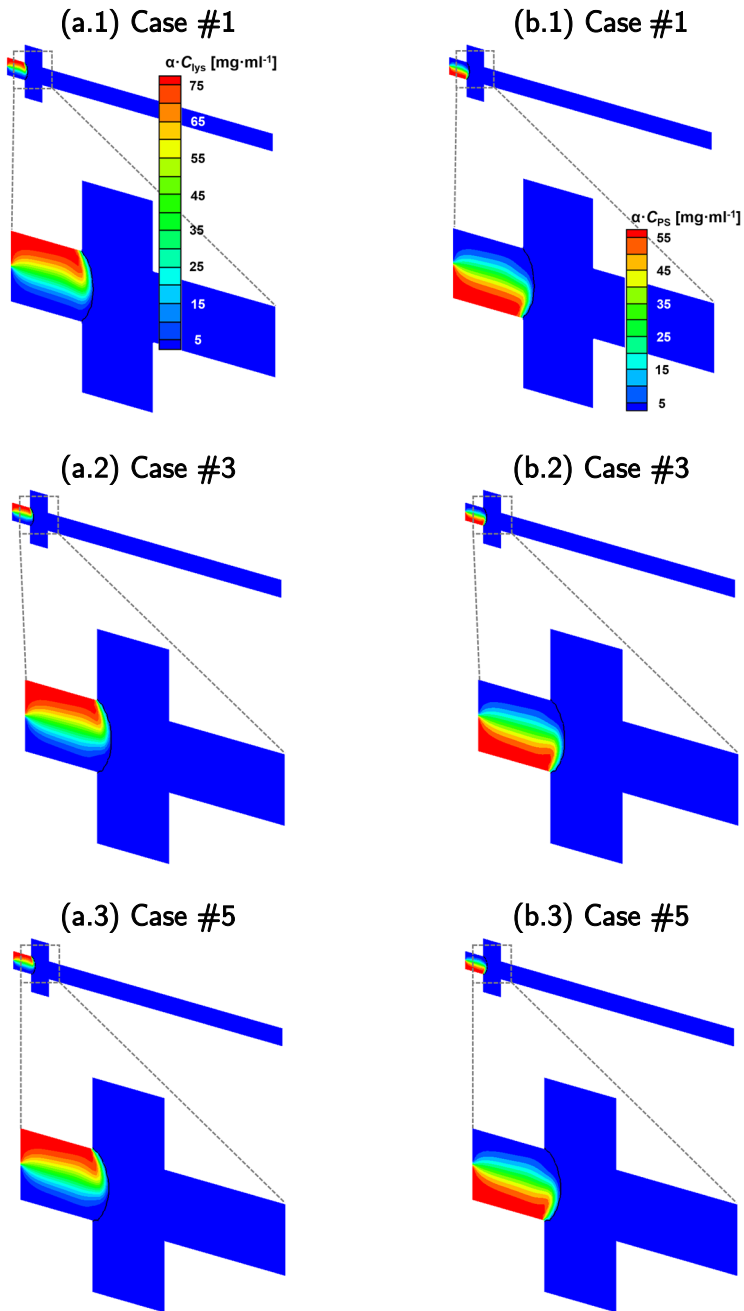 (a.1) Case #1
(b.1) Case #1
α·C_lys [mg·ml⁻¹]
75
65
55
45
35
25
15
5
α·C_PS [mg·ml⁻¹]
55
45
35
25
15
5
(a.2) Case #3
(b.2) Case #3
(a.3) Case #5
(b.3) Case #5